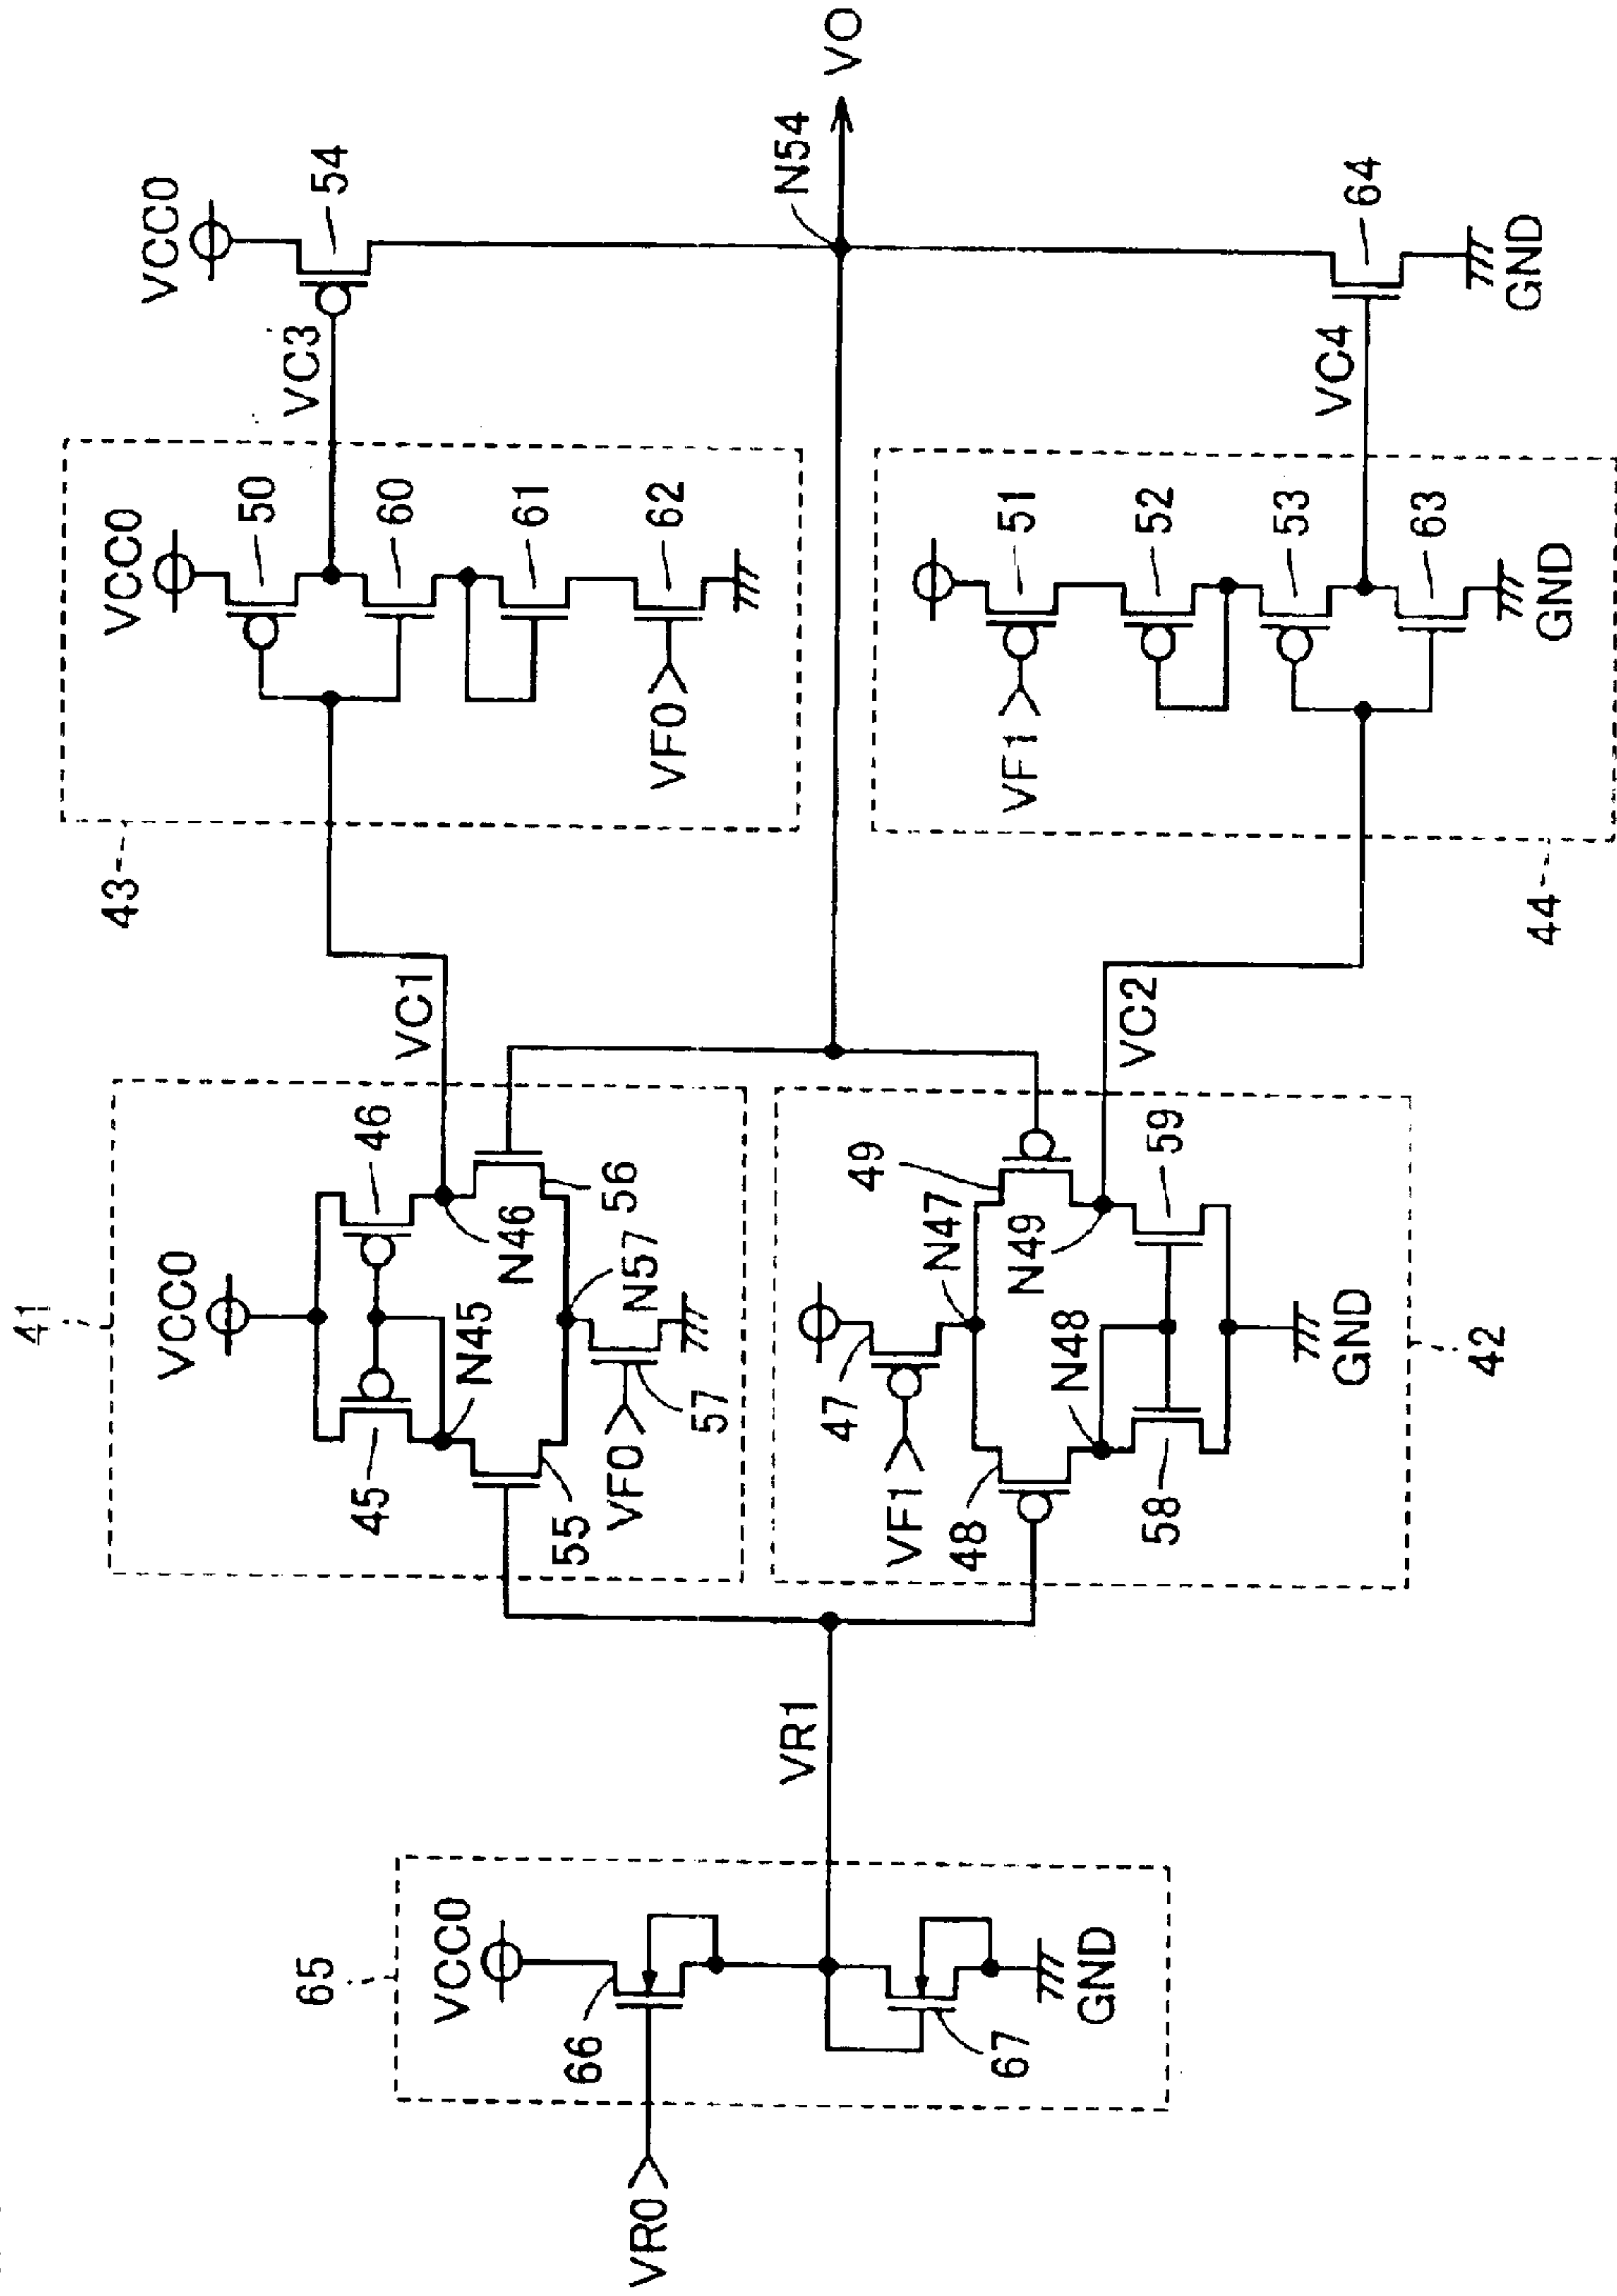 41
VCC0
45
46
N45
N46
55
56
N57
VF0
57
VC1
43
VCC0
50
60
61
62
VF0
VC3
VCC0
54
N54
VO
65
VCC0
66
VR0
67
GND
VR1
47
VF1
N47
48
49
N48
N49
58
59
GND
42
VC2
44
VF1
51
52
53
63
GND
VC4
64
GND